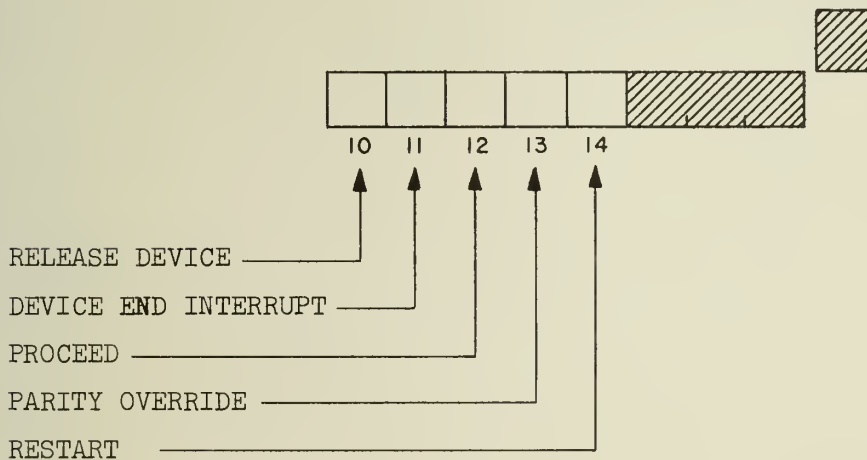 10 11 12 13 14
RELEASE DEVICE
DEVICE END INTERRUPT
PROCEED
PARITY OVERRIDE
RESTART